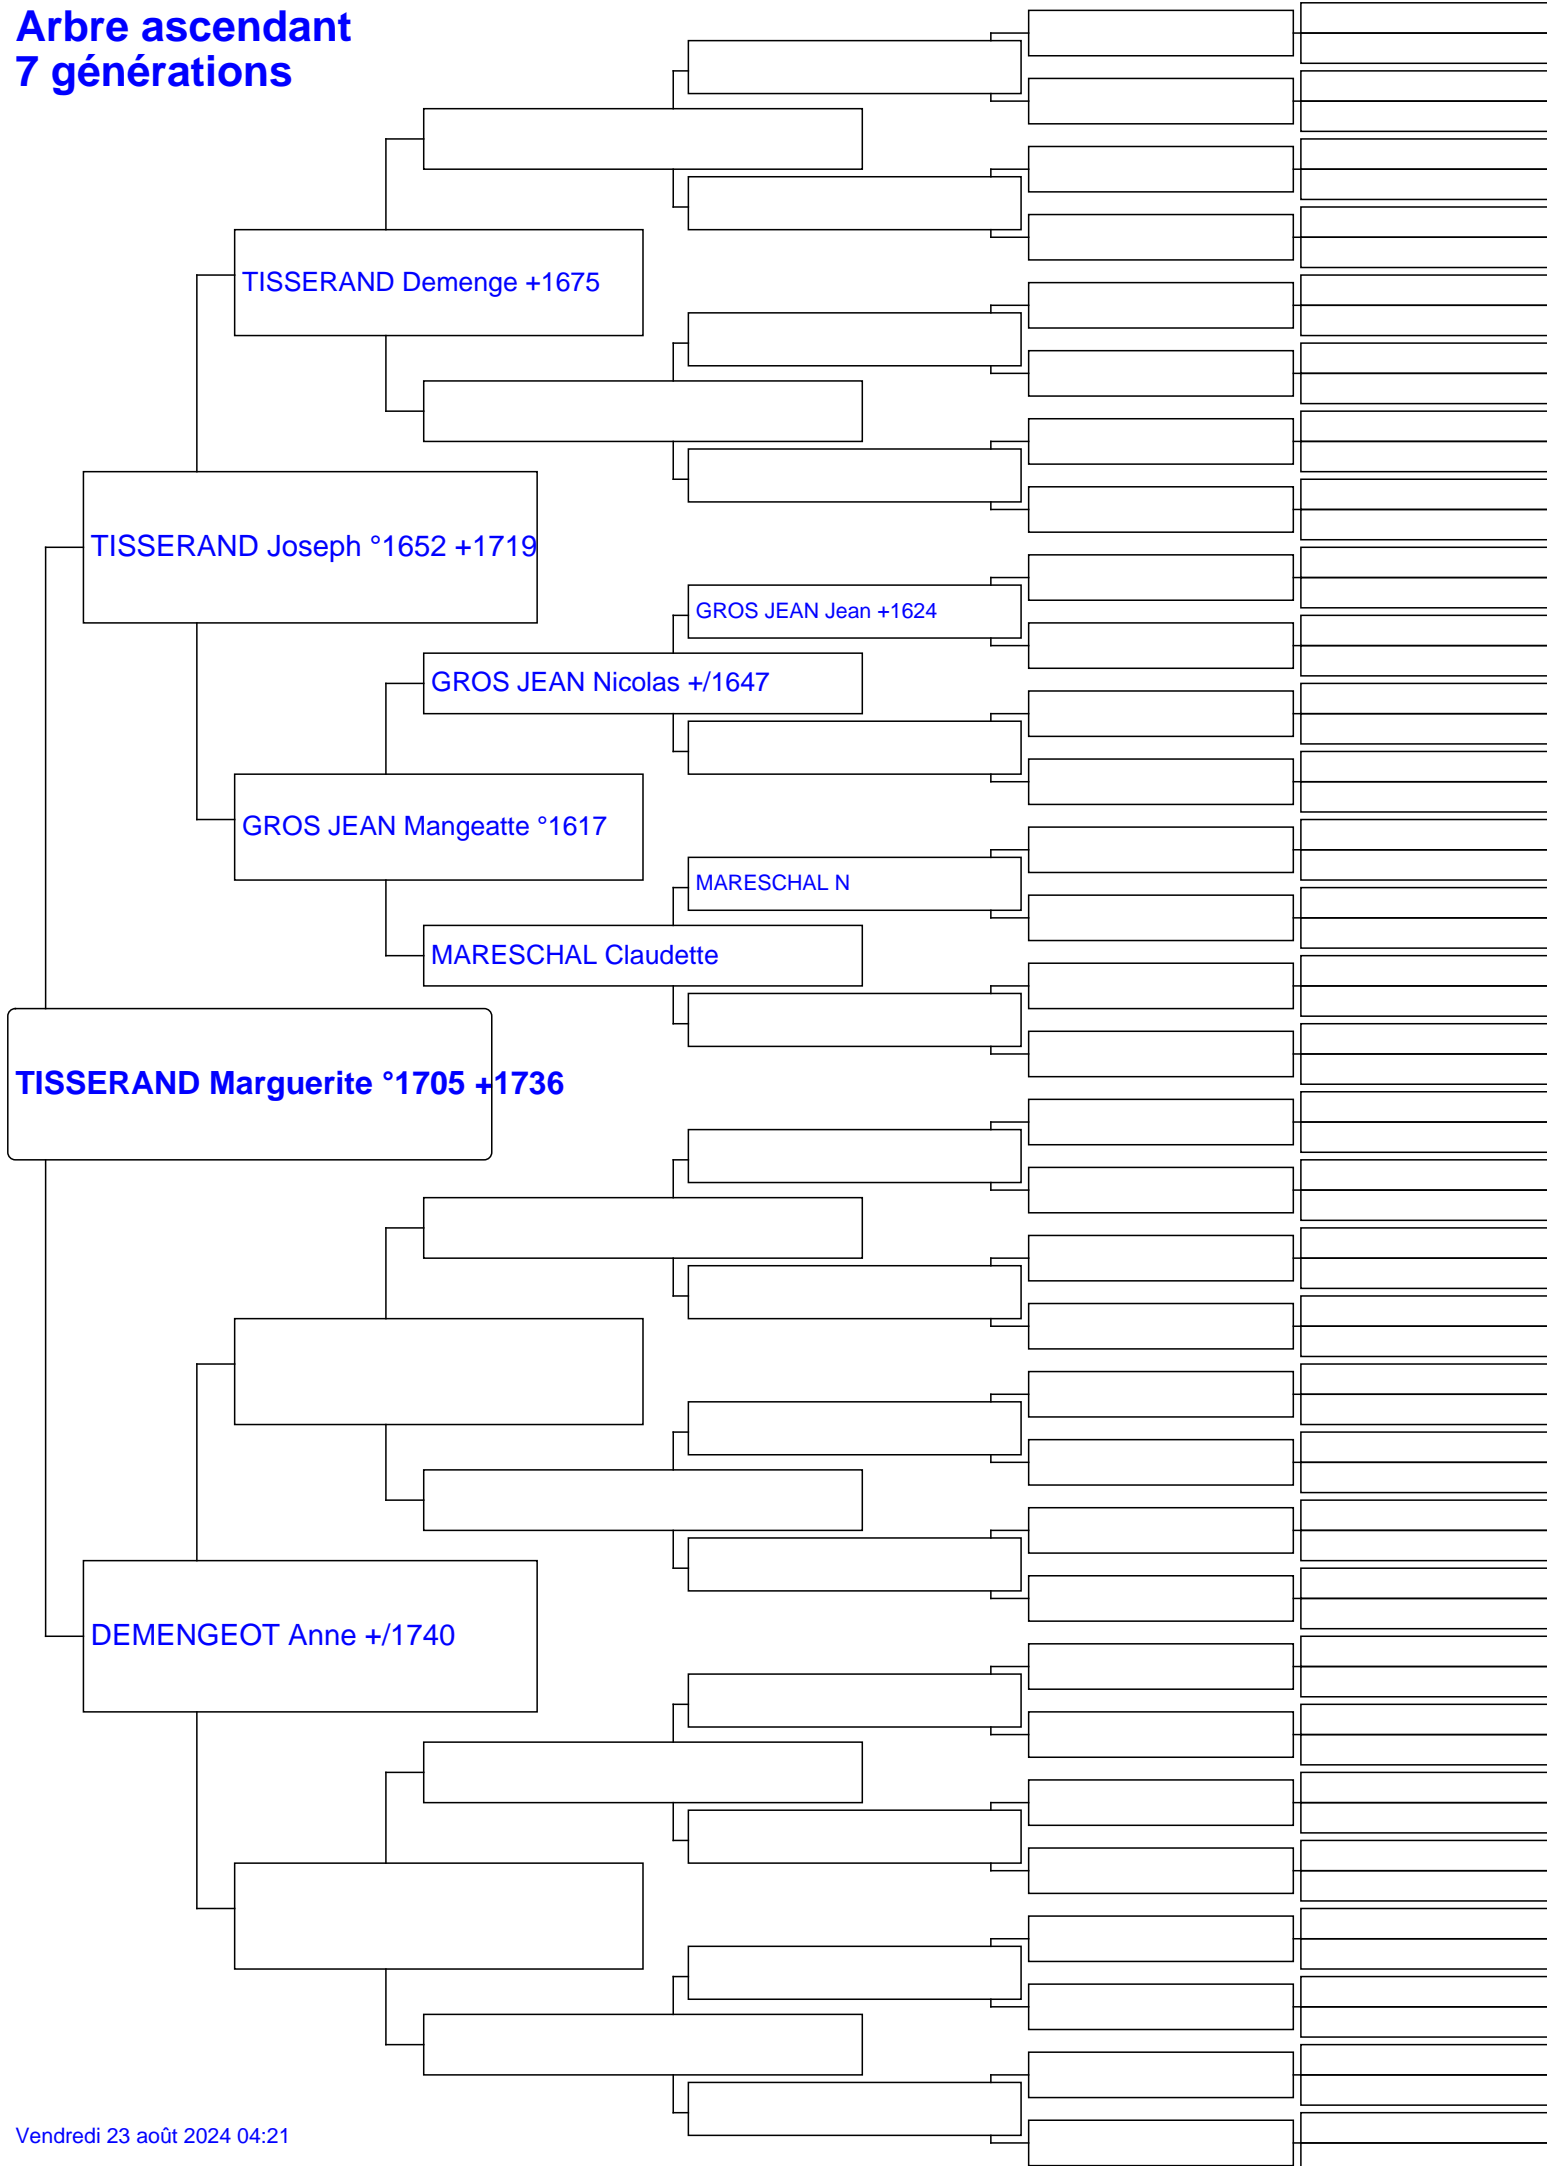 Arbre ascendant
7 générations
TISSERAND Demenge +1675
TISSERAND Joseph °1652 +1719
GROS JEAN Jean +1624
GROS JEAN Nicolas +/1647
GROS JEAN Mangeatte °1617
MARESCHAL N
MARESCHAL Claudette
TISSERAND Marguerite °1705 +1736
DEMENGEOT Anne +/1740
Vendredi 23 août 2024 04:21